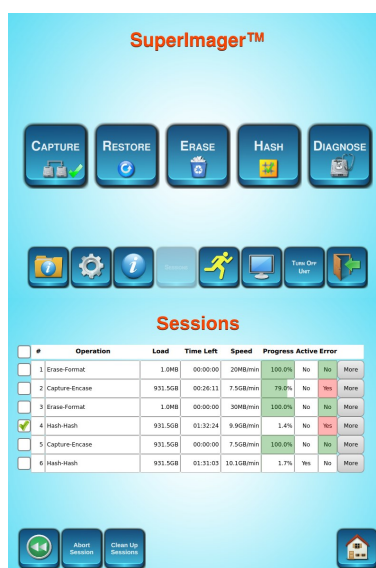 SuperImager™
CAPTURE RESTORE ERASE HASH DIAGNOSE
TURN OFF
UNIT
Sessions
# Operation Load Time Left Speed Progress Active Error
1 Erase-Format 1.0MB 00:00:00 20MB/min 100.0% No No More
2 Capture-Encase 931.5GB 00:26:11 7.5GB/min 79.0% No Yes More
3 Erase-Format 1.0MB 00:00:00 30MB/min 100.0% No No More
4 Hash-Hash 931.5GB 01:32:24 9.9GB/min 1.4% No Yes More
5 Capture-Encase 931.5GB 00:00:00 7.5GB/min 100.0% No No More
6 Hash-Hash 931.5GB 01:31:03 10.1GB/min 1.7% Yes No More
Abort
Session
Clean Up
Sessions